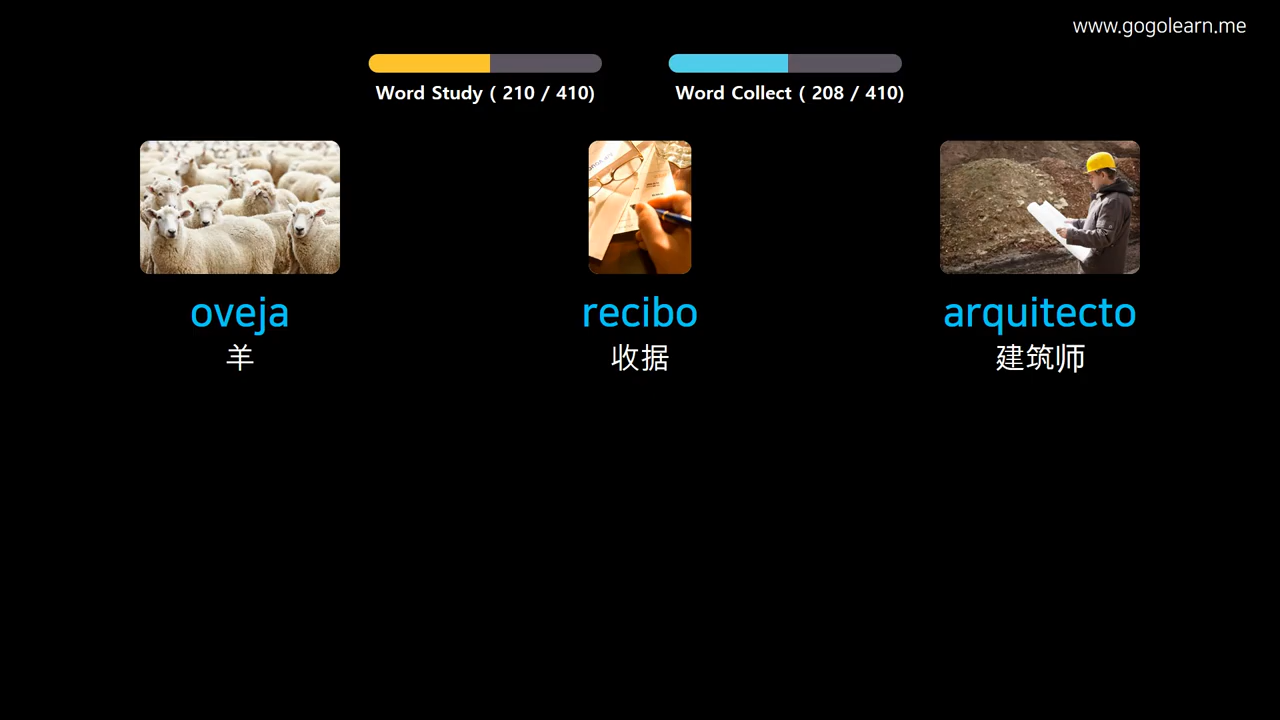 www.gogolearn.me
Word Study ( 210 / 410)
Word Collect ( 208 / 410)
oveja
羊
recibo
收据
arquitecto
建筑师